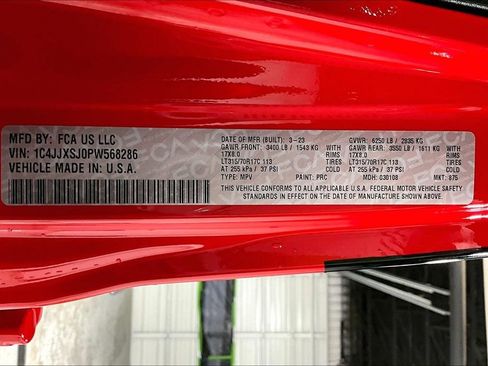 MFD BY: FCA US LLC
VIN: 1C4JJXSJ0PW568286
VEHICLE MADE IN: U.S.A.
DATE OF MFR (BUILT): 3-23 GVWR: 6250 LB / 2835 KG
GAWR FRONT: 3400 LB / 1543 KG GAWR REAR: 3550 LB / 1611 KG
17X8.0 RIMS 17X8.0 RIMS
LT315/70R17C 113 TIRES LT315/70R17C 113 TIRES
AT 255 KPA / 37 PSI COLD AT 255 KPA / 37 PSI COLD
TYPE: MPV PAINT: PRC MDH: 030108 MKT: 875
THIS VEHICLE CONFORMS TO ALL APPLICABLE U.S.A. FEDERAL MOTOR VEHICLE SAFETY
STANDARDS IN EFFECT ON THE DATE OF MANUFACTURE SHOWN ABOVE.